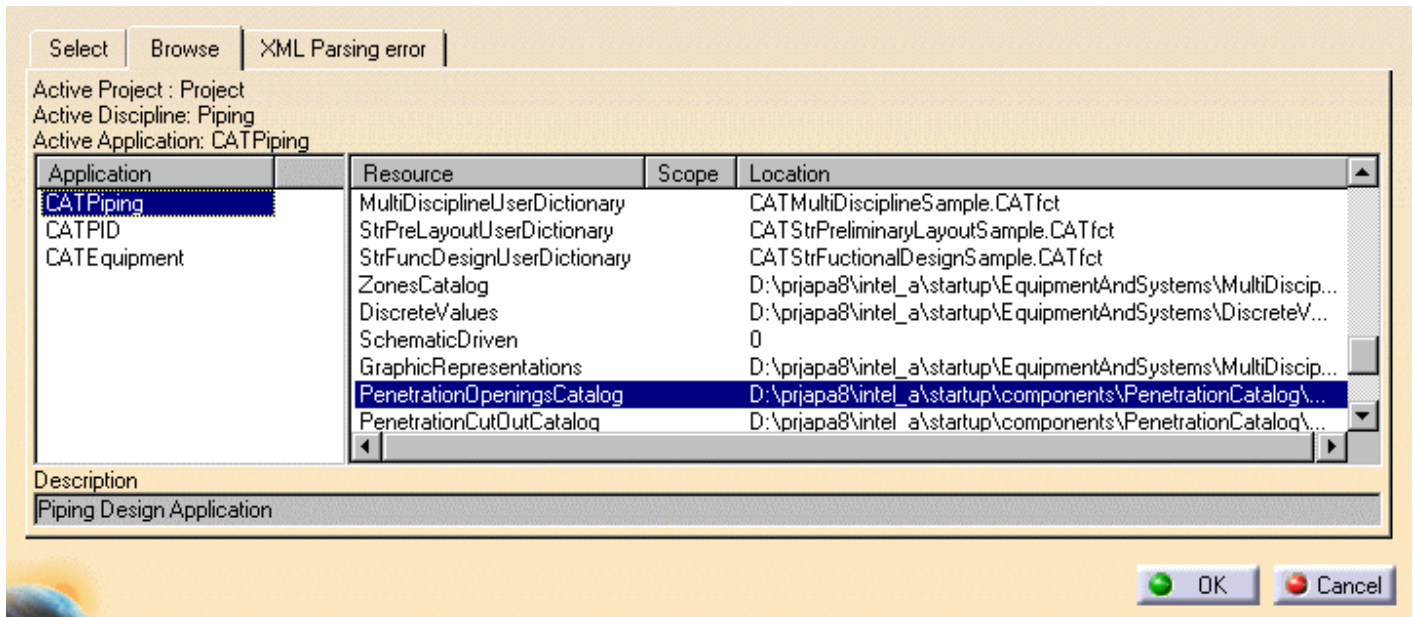 Select Browse XML Parsing error
Active Project : Project
Active Discipline: Piping
Active Application: CATPiping
Application Resource Scope Location
CATPiping MultiDisciplineUserDictionary CATMultiDisciplineSample.CATfct
CATPID StrPreLayoutUserDictionary CATStrPreliminaryLayoutSample.CATfct
CATEquipment StrFuncDesignUserDictionary CATStrFuctionalDesignSample.CATfct
ZonesCatalog D:\prjapa8\intel_a\startup\EquipmentAndSystems\MultiDiscip...
DiscreteValues D:\prjapa8\intel_a\startup\EquipmentAndSystems\DiscreteV...
SchematicDriven 0
GraphicRepresentations D:\prjapa8\intel_a\startup\EquipmentAndSystems\MultiDiscip...
PenetrationOpeningsCatalog D:\prjapa8\intel_a\startup\components\PenetrationCatalog\...
PenetrationCutOutCatalog D:\prjapa8\intel_a\startup\components\PenetrationCatalog\...
Description
Piping Design Application
OK Cancel